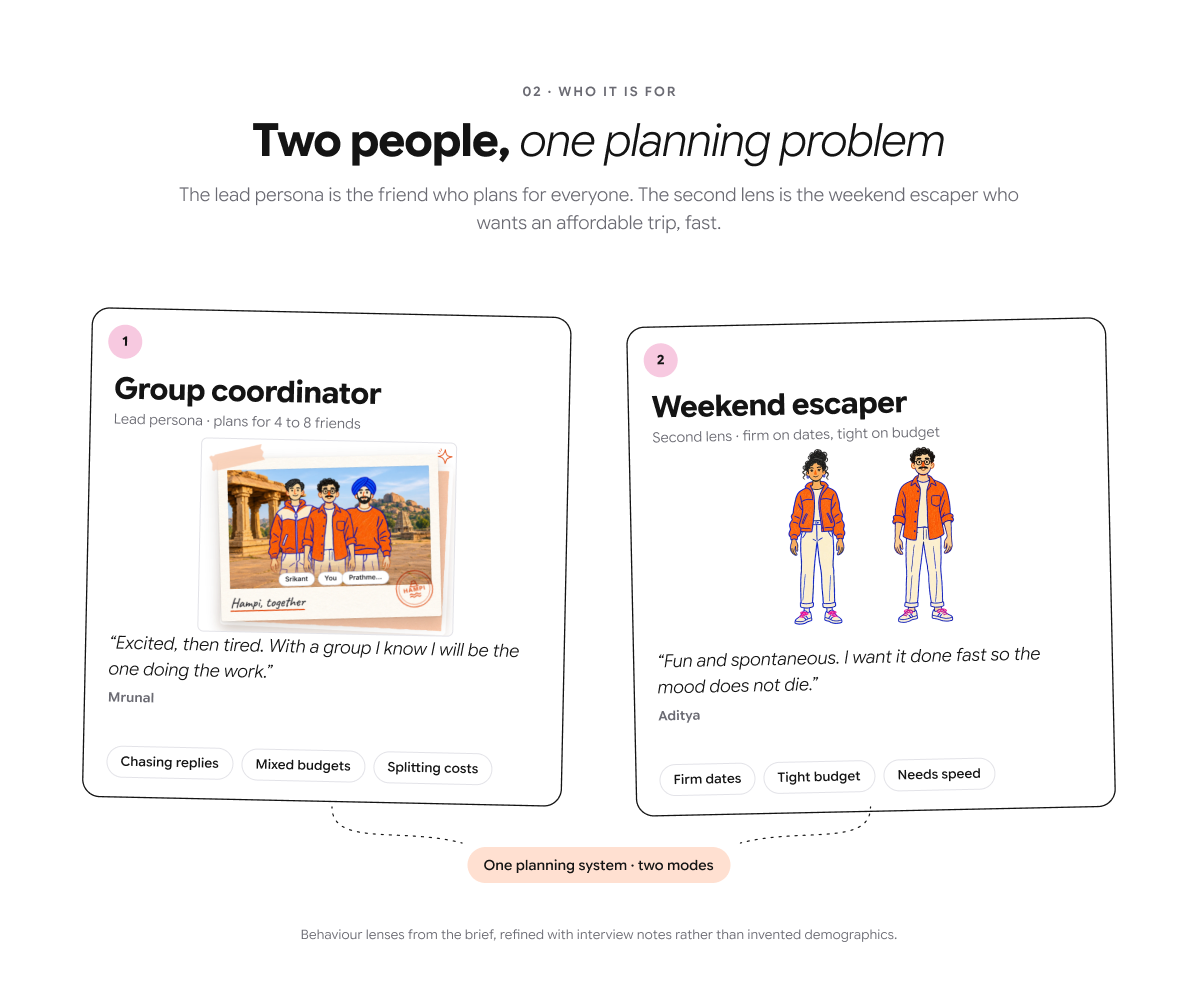 02 · WHO IT IS FOR
Two people, one planning problem
The lead persona is the friend who plans for everyone. The second lens is the weekend escaper who
wants an affordable trip, fast.
1
Group coordinator
Lead persona · plans for 4 to 8 friends
Srikant
You
Prathme...
HAMPI
Hampi, together
“Excited, then tired. With a group I know I will be the
one doing the work.”
Mrunal
Chasing replies
Mixed budgets
Splitting costs
2
Weekend escaper
Second lens · firm on dates, tight on budget
“Fun and spontaneous. I want it done fast so the
mood does not die.”
Aditya
Firm dates
Tight budget
Needs speed
One planning system · two modes
Behaviour lenses from the brief, refined with interview notes rather than invented demographics.